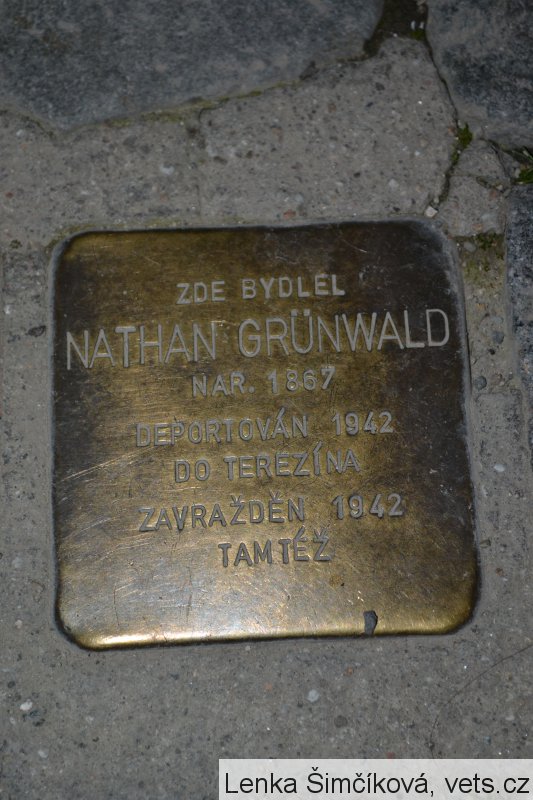 ZDE BYDLEL
NATHAN GRÜNWALD
NAR. 1867
DEPORTOVÁN 1942
DO TEREZÍNA
ZAVRAŽDĚN 1942
TAMTÉŽ
Lenka Šimčíková, vets.cz